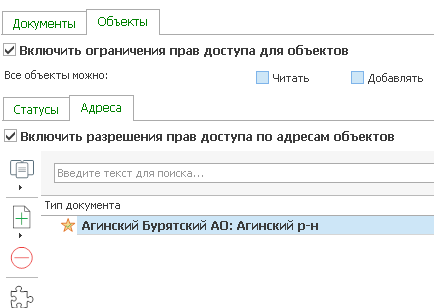 Документы Объекты
Включить ограничения прав доступа для объектов
Все объекты можно: Читать Добавлять
Статусы Адреса
Включить разрешения прав доступа по адресам объектов
Введите текст для поиска...
Тип документа
Агинский Бурятский АО: Агинский р-н